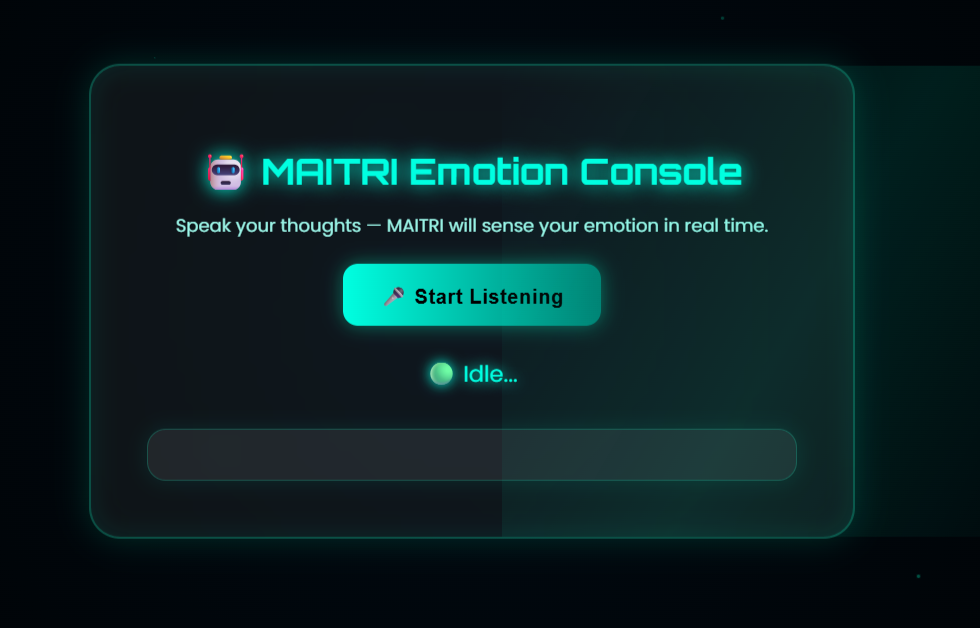 MAITRI Emotion Console
Speak your thoughts — MAITRI will sense your emotion in real time.
Start Listening
Idle...